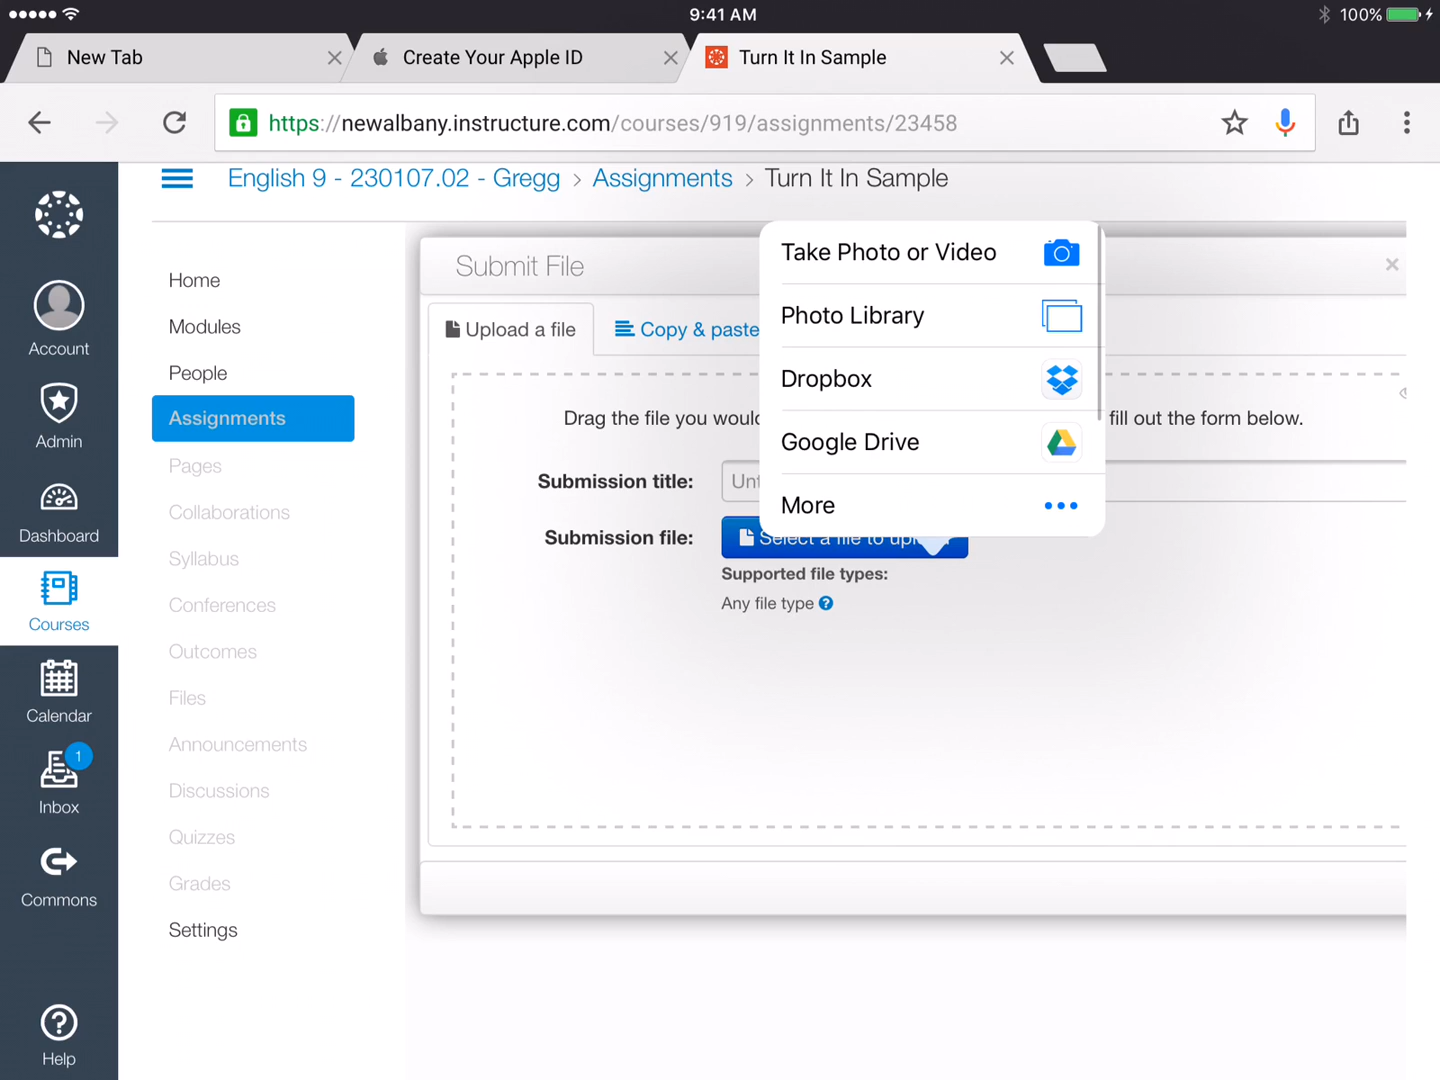 9:41 AM
100%
New Tab
Create Your Apple ID
Turn It In Sample
https://newalbany.instructure.com/courses/919/assignments/23458
English 9 - 230107.02 - Gregg > Assignments > Turn It In Sample
Account
Admin
Dashboard
Courses
Calendar
1
Inbox
Commons
Help
Home
Modules
People
Assignments
Pages
Collaborations
Syllabus
Conferences
Outcomes
Files
Announcements
Discussions
Quizzes
Grades
Settings
Submit File
Upload a file
Copy & paste
Take Photo or Video
Photo Library
Dropbox
Google Drive
More
Drag the file you fill out the form below.
Submission title:
Submission file: Select a file to
Supported file types:
Any file type